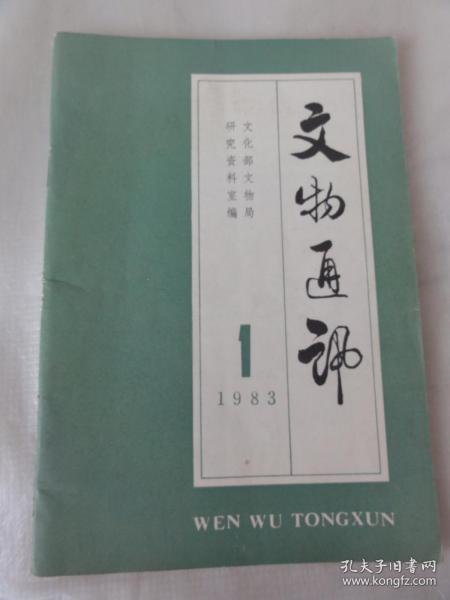 文物通讯
文化部文物局
研究资料室编
1
1983
WEN WU TONGXUN
孔夫子旧书网
www.kongfz.com